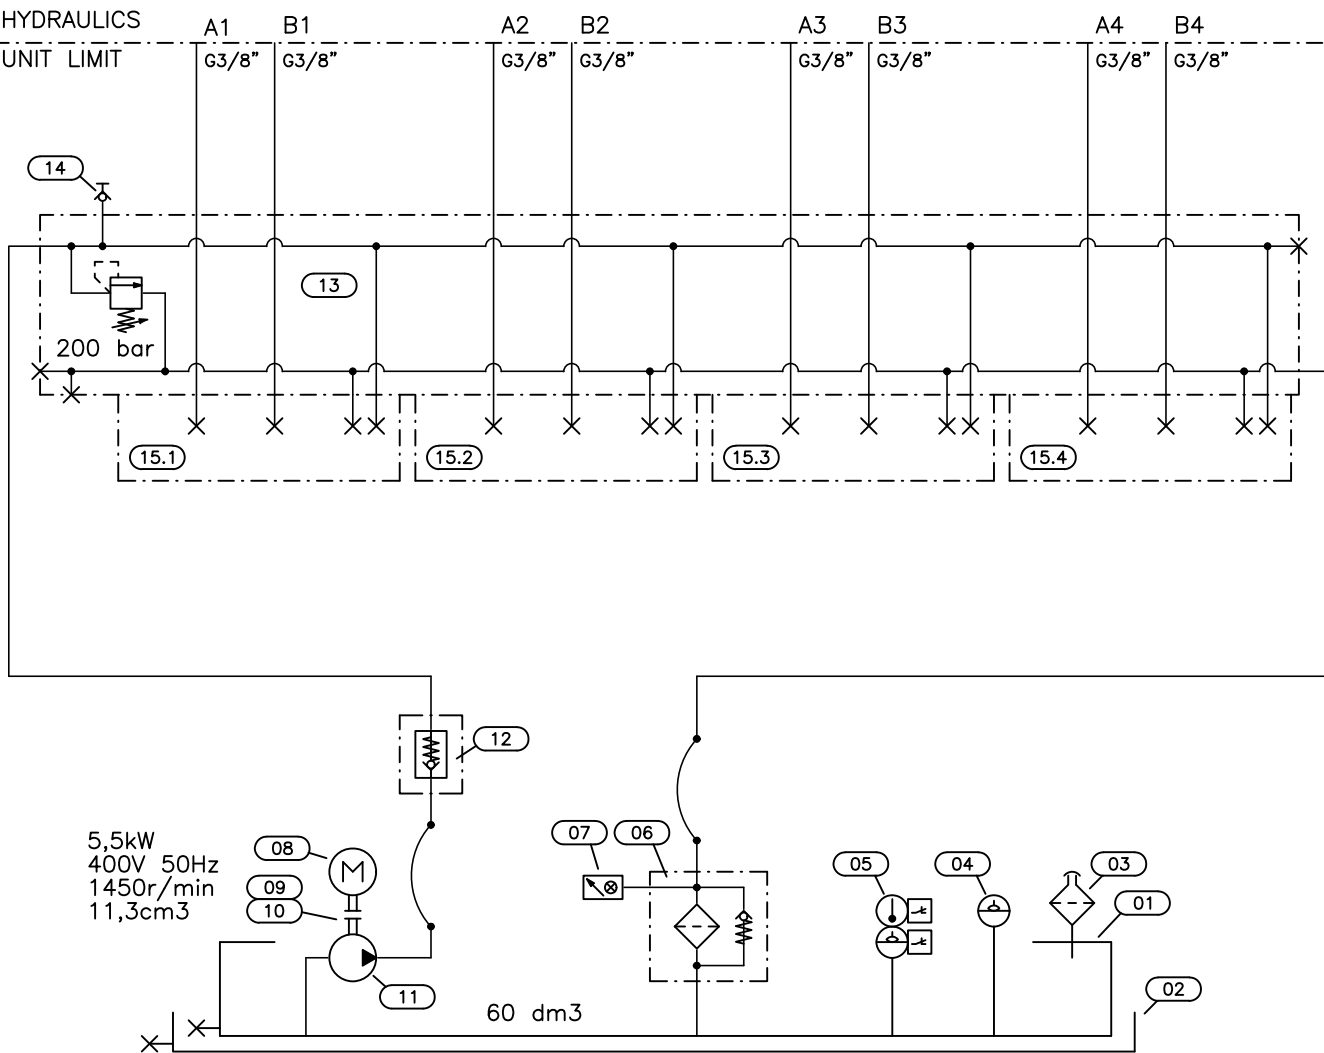 HYDRAULICS
A1 B1 A2 B2 A3 B3 A4 B4
UNIT LIMIT
G3/8" G3/8" G3/8" G3/8" G3/8" G3/8" G3/8" G3/8"
14
13
200 bar
15.1 15.2 15.3 15.4
12
5,5kW
400V 50Hz
1450r/min
11,3cm3
08
M
09
10
11
07 06
05 04 03
01
02
60 dm3